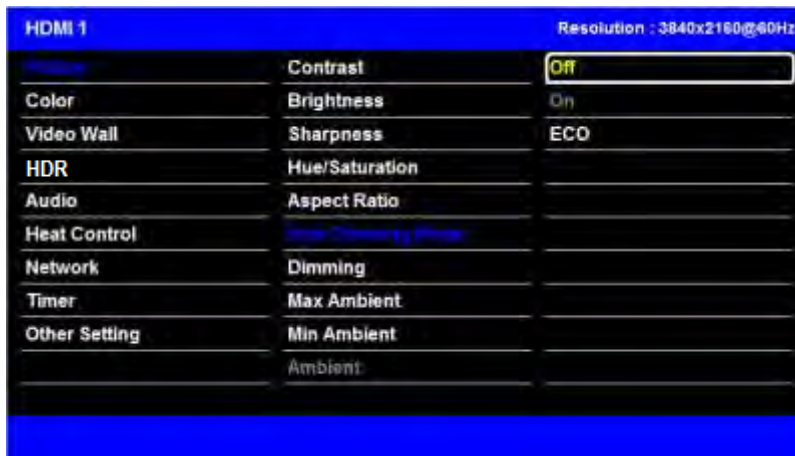 HDMI 1
Resolution : 3840x2160@60Hz
Picture
Color
Video Wall
HDR
Audio
Heat Control
Network
Timer
Other Setting
Contrast
Brightness
Sharpness
Hue/Saturation
Aspect Ratio
Dimming
Max Ambient
Min Ambient
Ambient
Off
On
ECO